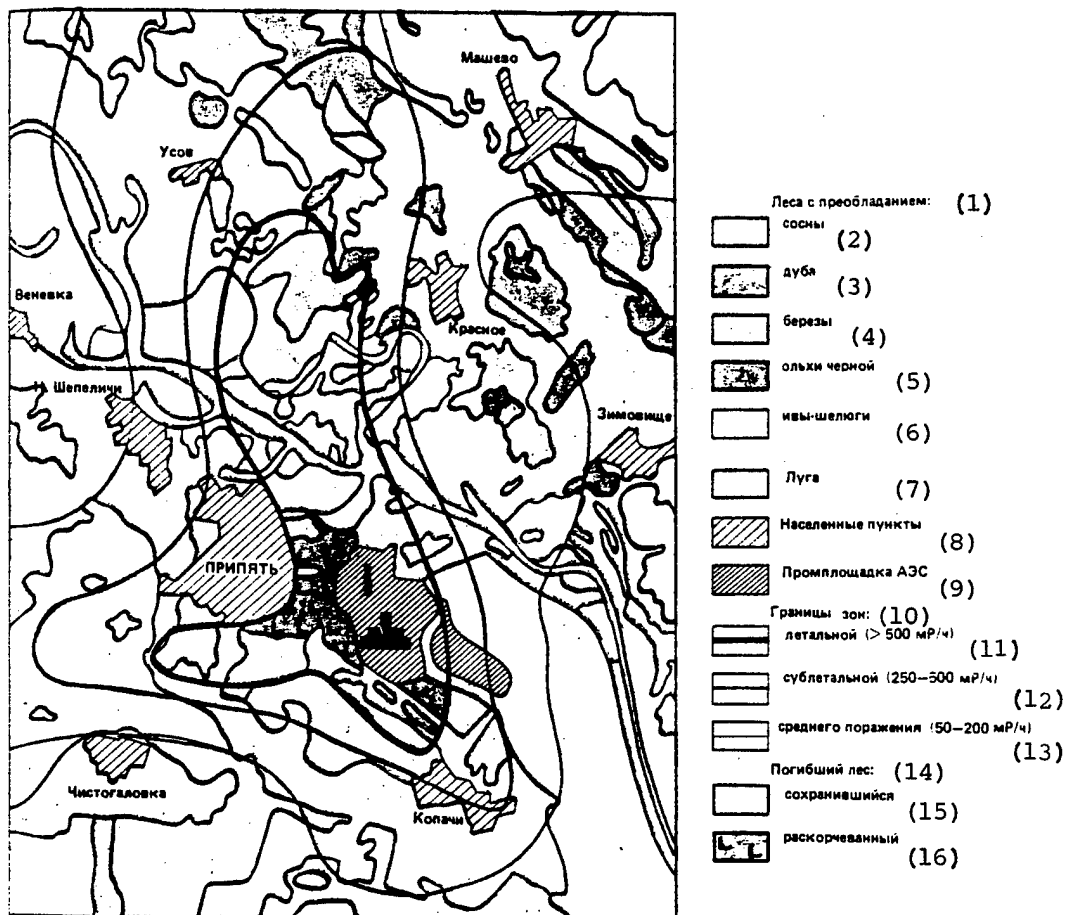 Машево
Усов
Веневка
Красное
Н. Шепеличи
Зимовище
ПРИПЯТЬ
Чистогаловка
Копачи
Леса с преобладанием: (1)
сосны (2)
дуба (3)
березы (4)
ольхи черной (5)
ивы-шелюги (6)
Луга (7)
Населенные пункты (8)
Промплощадка АЭС (9)
Границы зон: (10)
летальной (> 500 мР/ч) (11)
сублетальной (250—500 мР/ч) (12)
среднего поражения (50—200 мР/ч) (13)
Погибший лес: (14)
сохранившийся (15)
раскорчеванный (16)